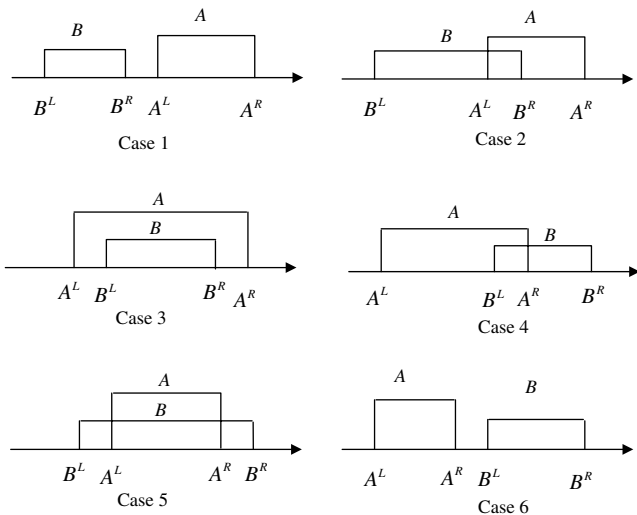 B A
B^L B^R A^L A^R
Case 1
B A
B^L A^L B^R A^R
Case 2
A
B
A^L B^L B^R A^R
Case 3
A B
A^L B^L A^R B^R
Case 4
A
B
B^L A^L A^R B^R
Case 5
A B
A^L A^R B^L B^R
Case 6